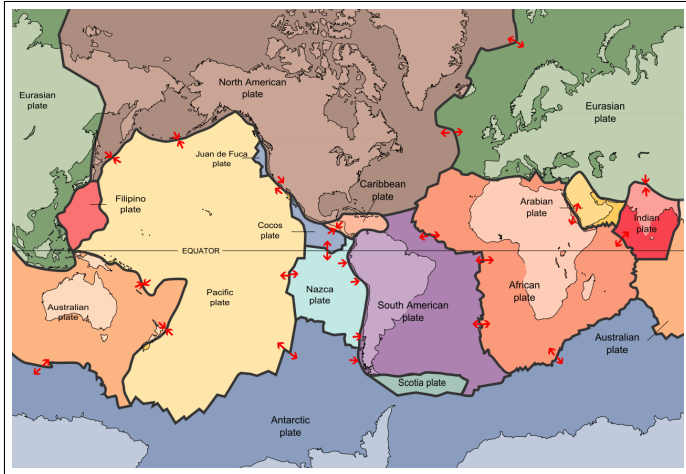 North American
plate
Eurasian
plate
Eurasian
plate
Juan de Fuca
plate
Caribbean
plate
Filipino
plate
Arabian
plate
Indian
plate
Cocos
plate
EQUATOR
Pacific
plate
Nazca
plate
South American
plate
African
plate
Australian
plate
Australian
plate
Scotia plate
Antarctic
plate